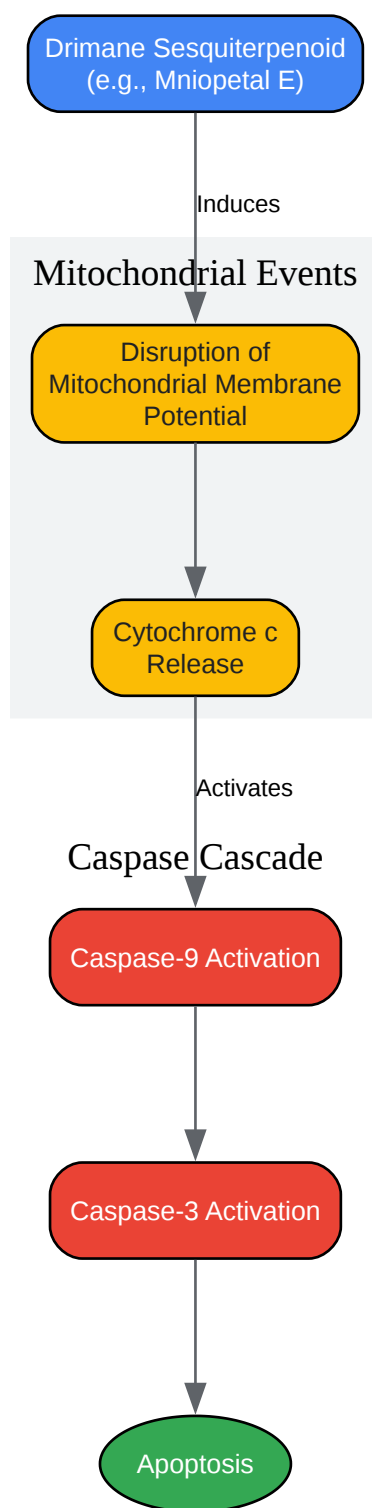 Drimane Sesquiterpenoid
(e.g., Mniopetal E)
Induces
Mitochondrial Events
Disruption of
Mitochondrial Membrane
Potential
Cytochrome c
Release
Activates
Caspase Cascade
Caspase-9 Activation
Caspase-3 Activation
Apoptosis